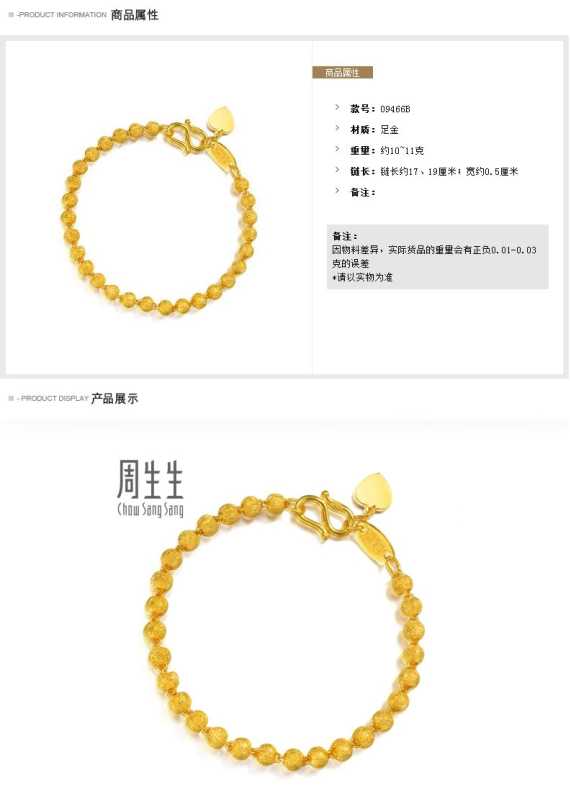 -PRODUCT INFORMATION 商品属性
商品属性
款号：09466B
材质：足金
重量：约10~11克
链长：链长约17、19厘米；宽约0.5厘米
备注：
备注：
因物料差异，实际货品的重量会有正负0.01-0.03
克的误差
*请以实物为准
- PRODUCT DISPLAY 产品展示
周生生
Chow Sang Sang